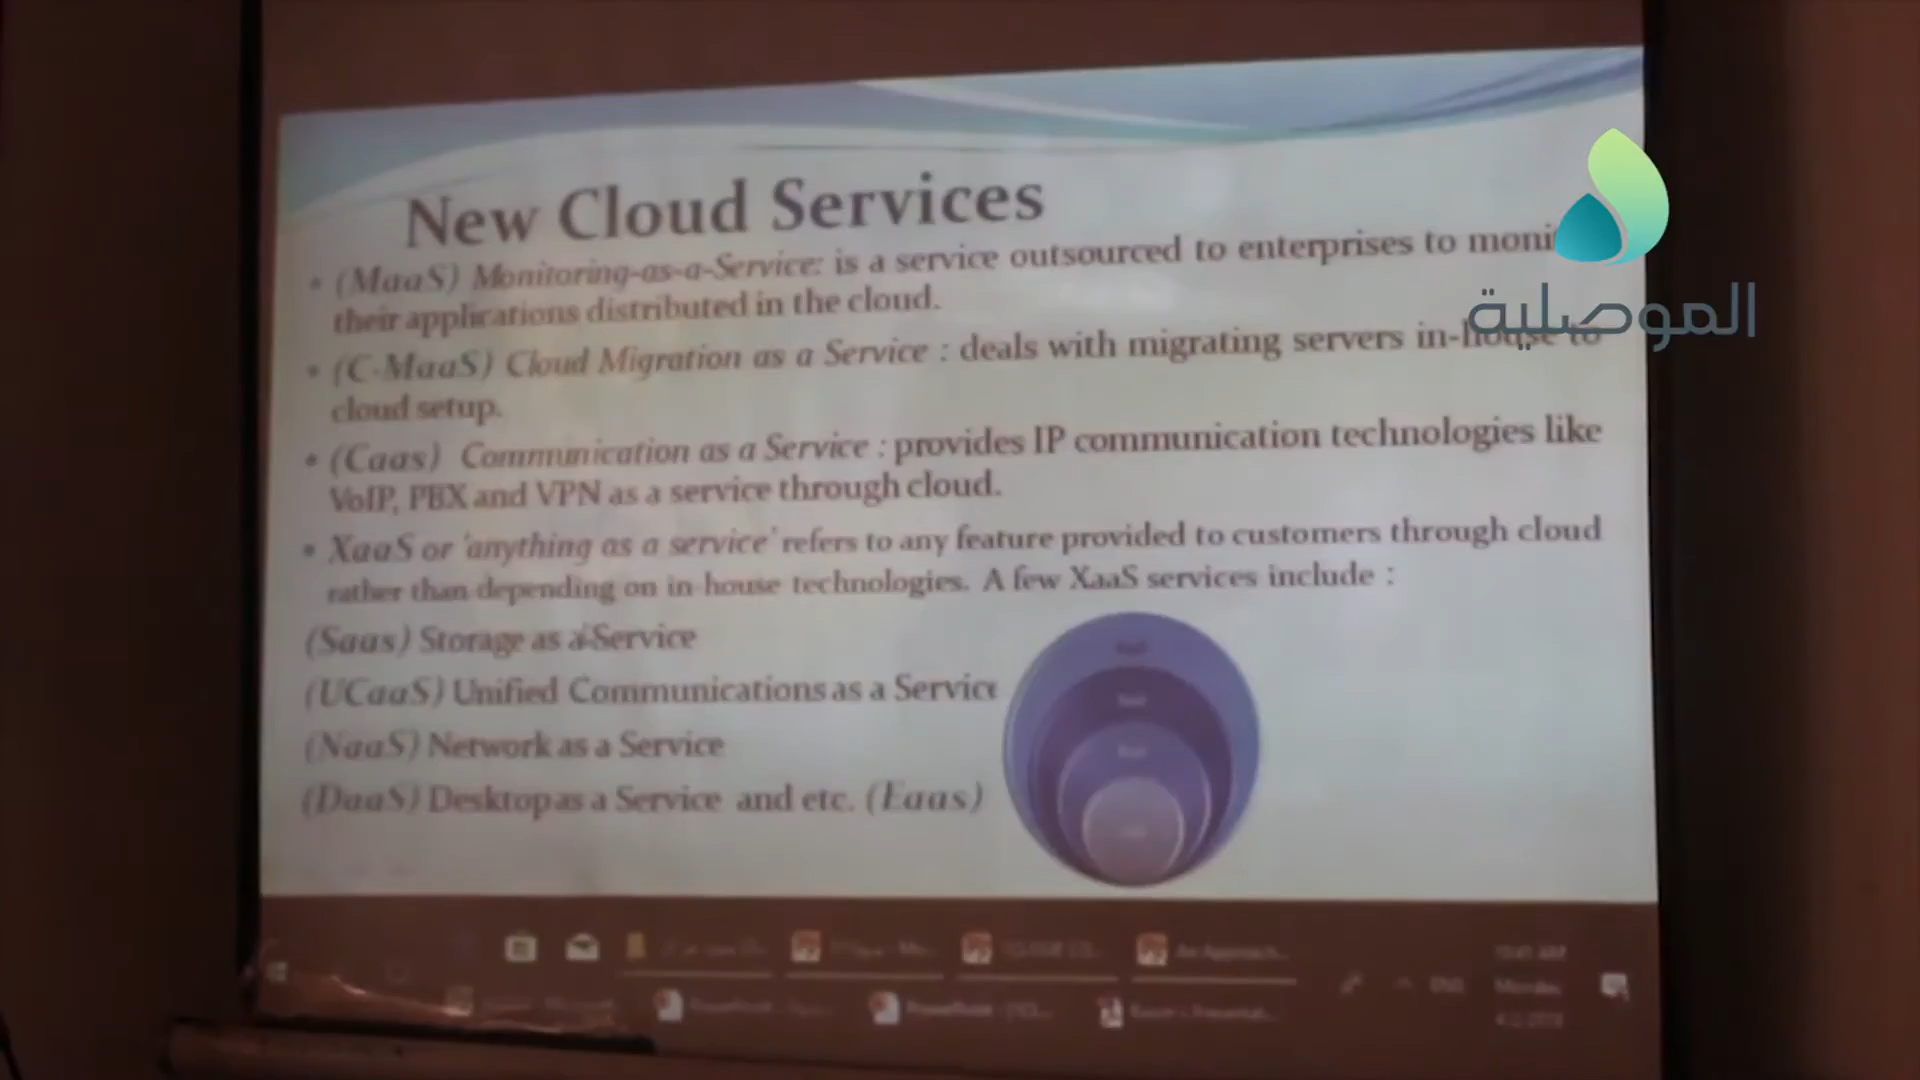 New Cloud Services
• (MaaS) Monitoring-as-a-Service: is a service outsourced to enterprises to
their applications distributed in the cloud.
• (C-MaaS) Cloud Migration as a Service : deals with migrating servers in-house to
cloud setup.
• (Caas) Communication as a Service : provides IP communication technologies like
VoIP, PBX and VPN as a service through cloud.
• XaaS or 'anything as a service' refers to any feature provided to customers through cloud
rather than depending on in house technologies. A few XaaS services include :
(Saas) Storage as a Service
(UCaaS) Unified Communications as a Service
(NaaS) Network as a Service
(DaaS) Desktop as a Service and etc. (Eaas)
الموصلية
An Approach...
ENG
Monday